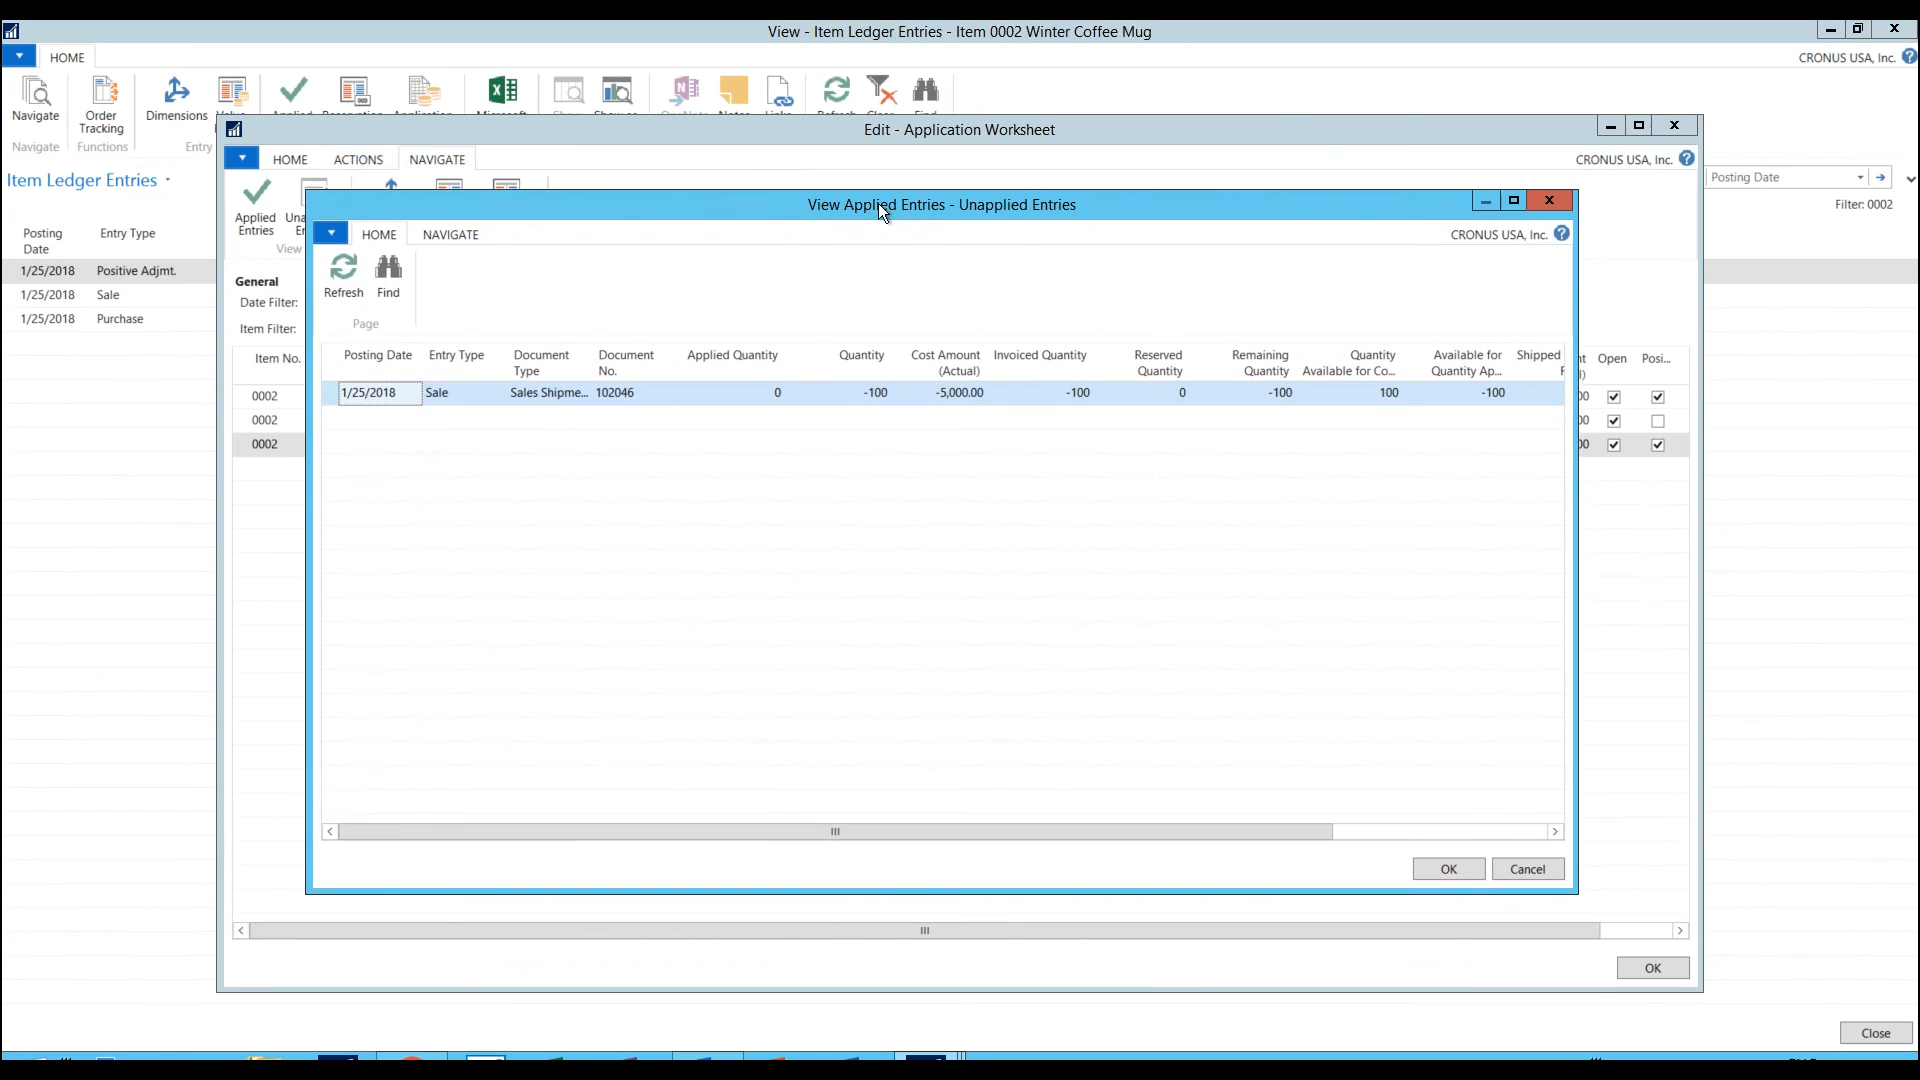 View - Item Ledger Entries - Item 0002 Winter Coffee Mug
HOME
CRONUS USA, Inc.
Navigate
Order
Tracking
Dimensions
Navigate
Functions
Entry
Item Ledger Entries
Posting Date
Filter: 0002
Posting
Date
Entry Type
1/25/2018 Positive Adjmt.
1/25/2018 Sale
1/25/2018 Purchase
Edit - Application Worksheet
HOME ACTIONS NAVIGATE
CRONUS USA, Inc.
Applied
Entries
View
General
Date Filter:
Item Filter:
Item No.
Open Posi...
0002
0002
0002
View Applied Entries - Unapplied Entries
HOME NAVIGATE
CRONUS USA, Inc.
Refresh Find
Page
Posting Date
Entry Type
Document
Type
Document
No.
Applied Quantity
Quantity
Cost Amount
(Actual)
Invoiced Quantity
Reserved
Quantity
Remaining
Quantity
Quantity
Available for Co...
Available for
Quantity Ap...
Shipped
1/25/2018 Sale Sales Shipme... 102046 0 -100 -5,000.00 -100 0 -100 100 -100
OK Cancel
OK
Close